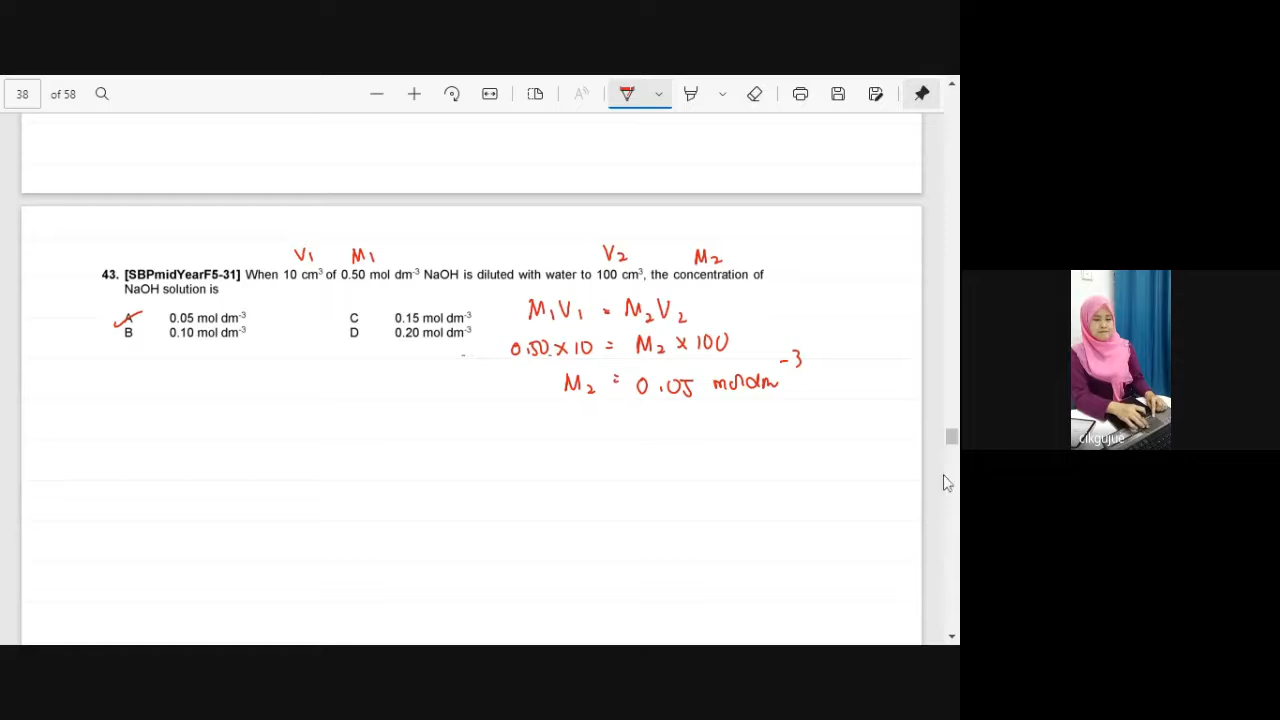 38 of 58
V₁ M₁ V₂ M₂
43. [SBPmidYearF5-31] When 10 cm³ of 0.50 mol dm⁻³ NaOH is diluted with water to 100 cm³, the concentration of
NaOH solution is
A 0.05 mol dm⁻³ C 0.15 mol dm⁻³
B 0.10 mol dm⁻³ D 0.20 mol dm⁻³
M₁V₁ = M₂V₂
0.50 × 10 = M₂ × 100
M₂ = 0.05 moldm⁻³
cikgujue